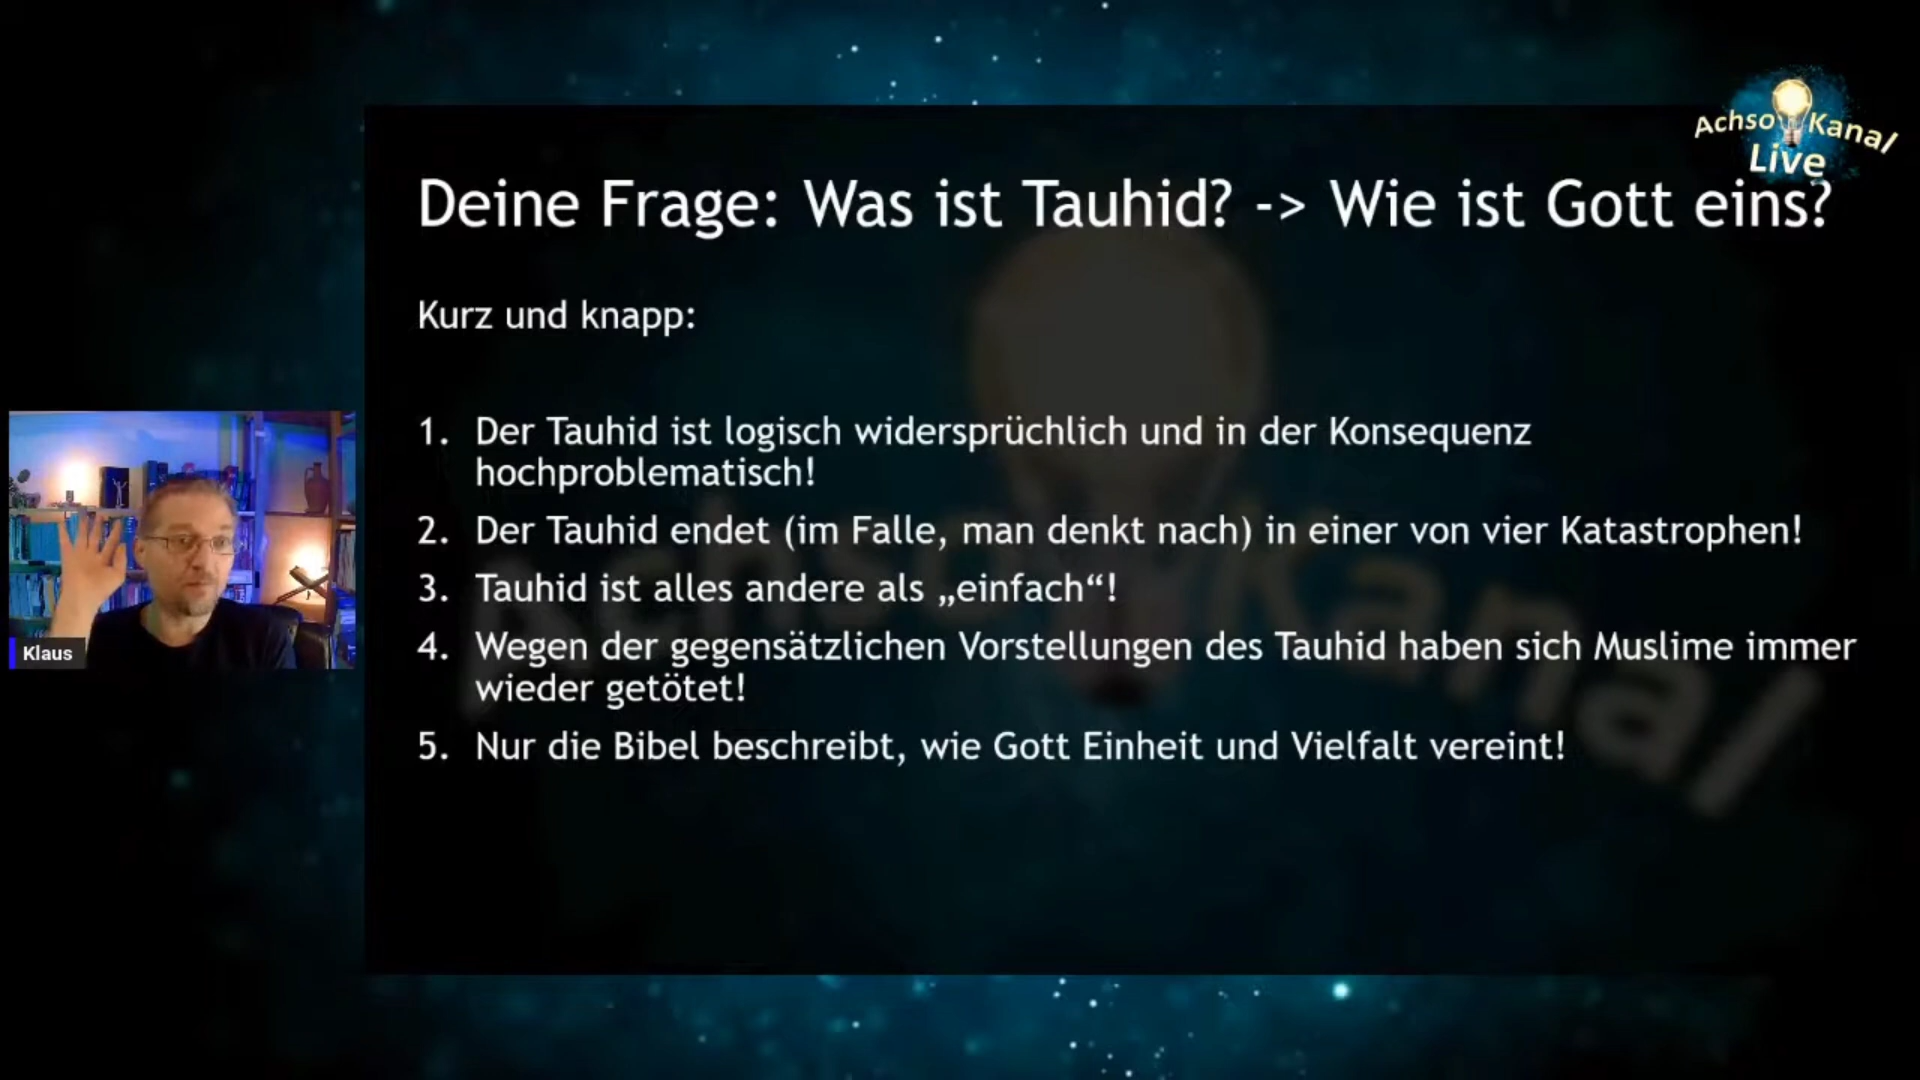 Achso Kanal
Live
Deine Frage: Was ist Tauhid? -> Wie ist Gott eins?
Kurz und knapp:
1. Der Tauhid ist logisch widersprüchlich und in der Konsequenz
hochproblematisch!
2. Der Tauhid endet (im Falle, man denkt nach) in einer von vier Katastrophen!
3. Tauhid ist alles andere als „einfach“!
4. Wegen der gegensätzlichen Vorstellungen des Tauhid haben sich Muslime immer
wieder getötet!
5. Nur die Bibel beschreibt, wie Gott Einheit und Vielfalt vereint!
Klaus
Achso Kanal